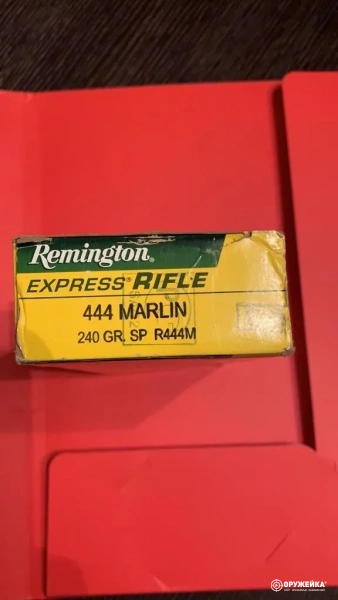 Remington®
EXPRESS® RIFLE
444 MARLIN
240 GR. SP R444M
ОРУЖЕЙКА®